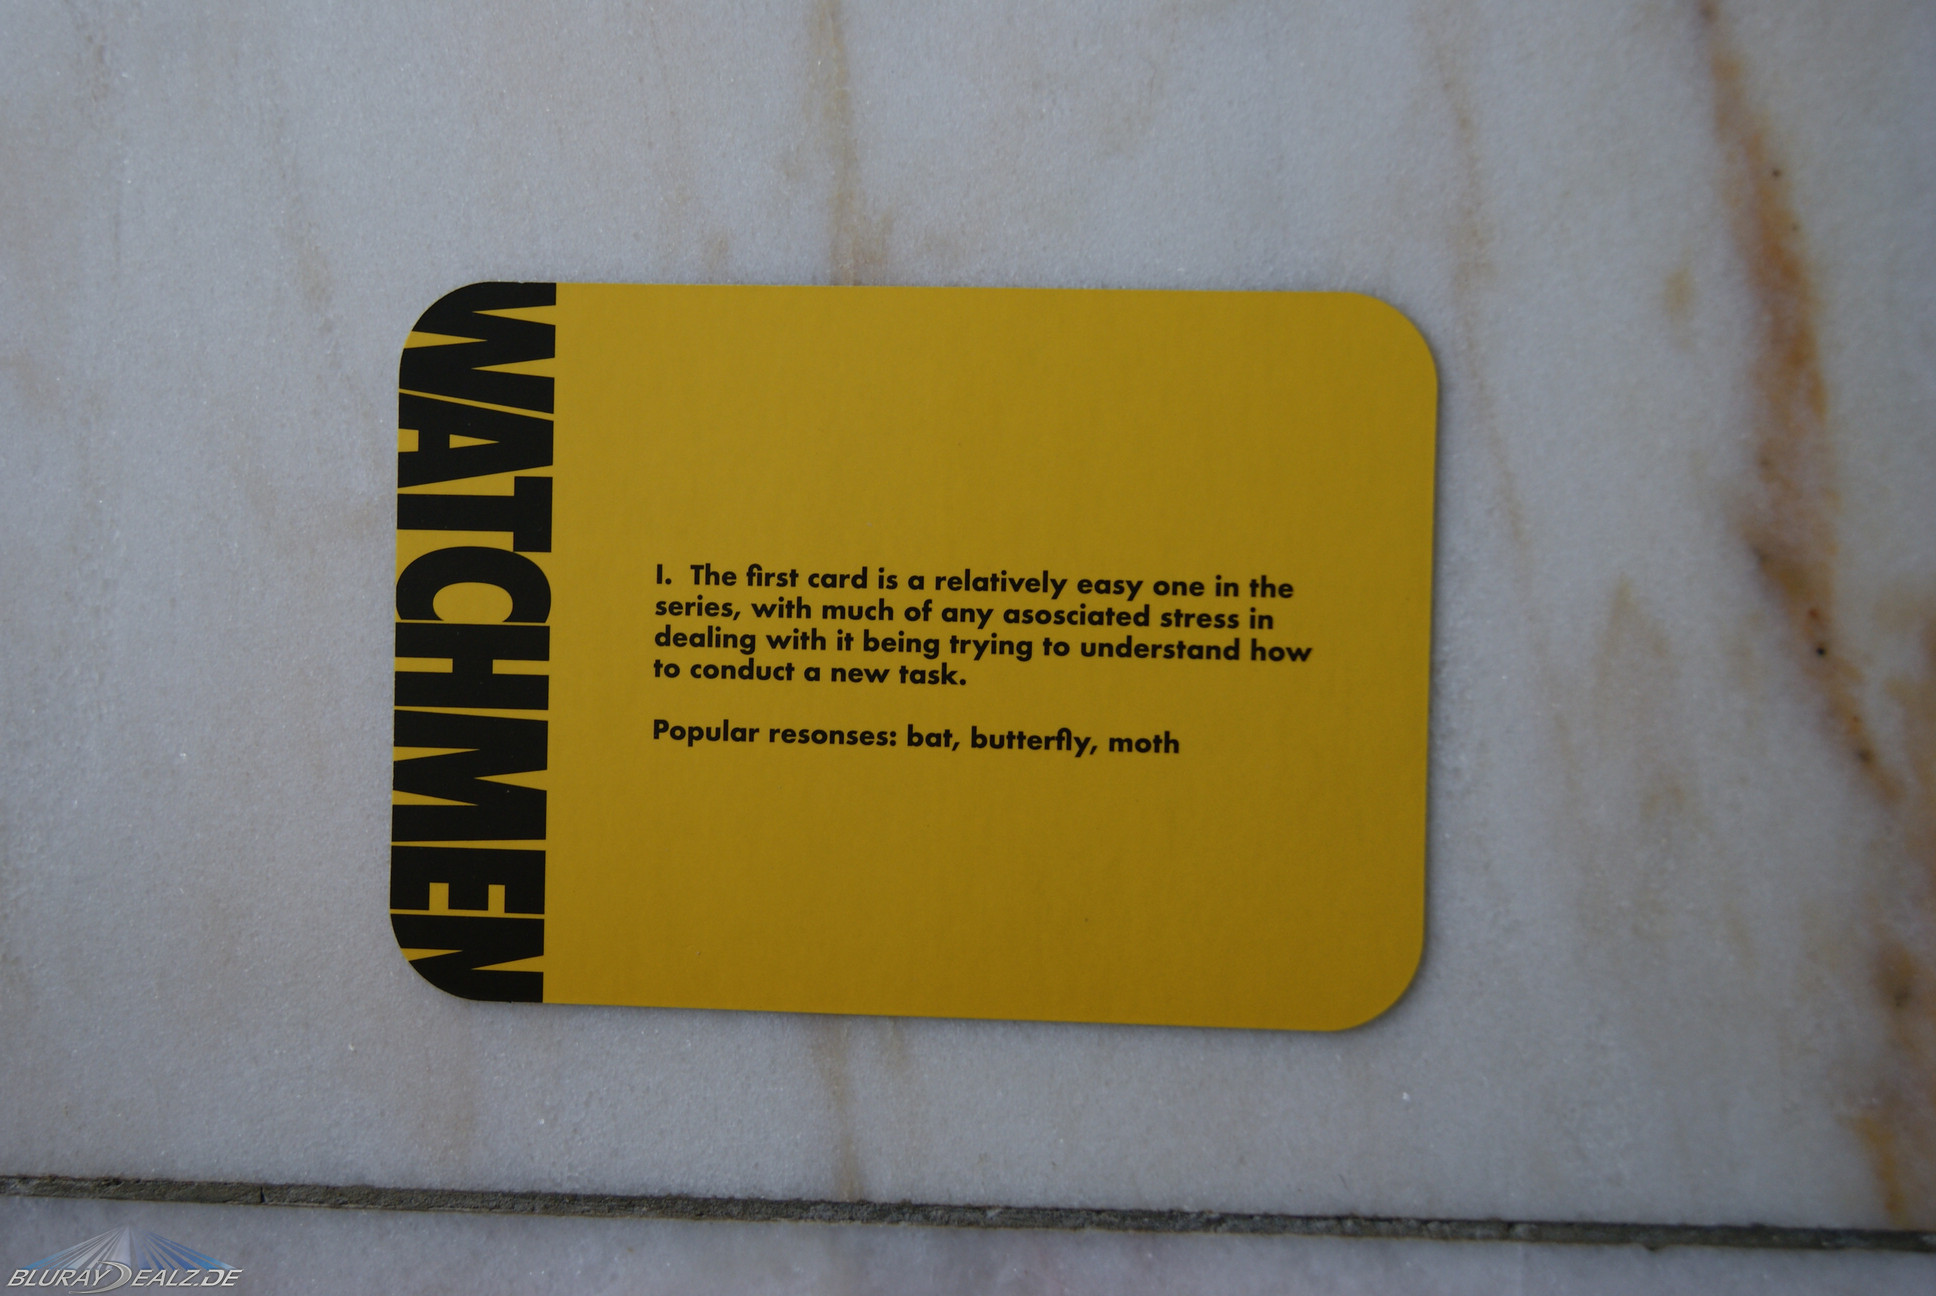 WATCHMEN
I. The first card is a relatively easy one in the
series, with much of any asosciated stress in
dealing with it being trying to understand how
to conduct a new task.
Popular resonses: bat, butterfly, moth
BLURAYDEALZ.DE